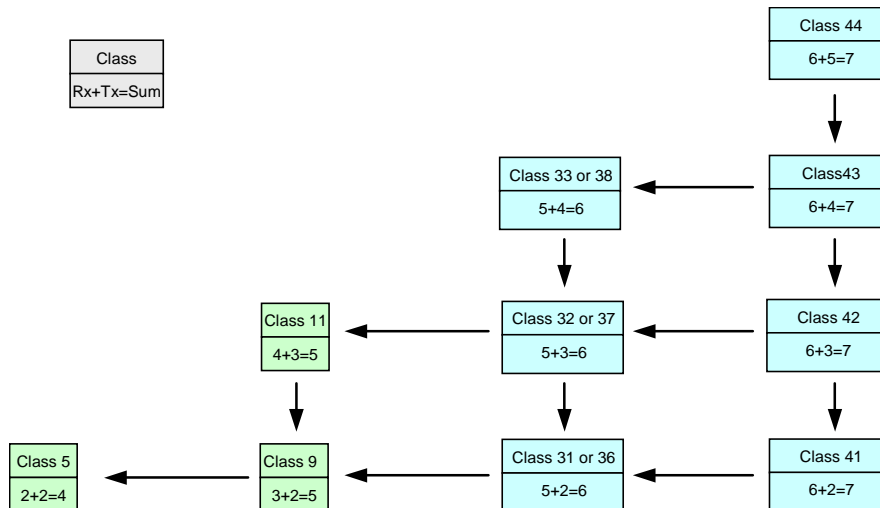 Class 44
6+5=7
Class
Rx+Tx=Sum
Class 33 or 38
5+4=6
Class43
6+4=7
Class 11
4+3=5
Class 32 or 37
5+3=6
Class 42
6+3=7
Class 5
2+2=4
Class 9
3+2=5
Class 31 or 36
5+2=6
Class 41
6+2=7